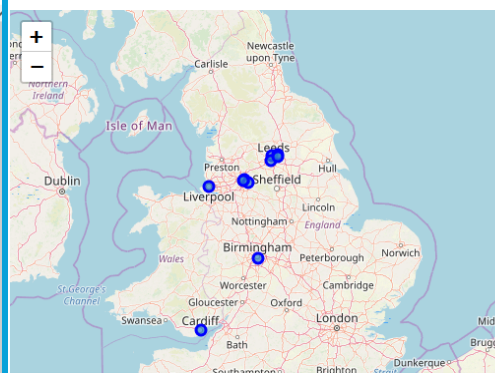 +
−
Newcastle
upon Tyne
Carlisle
Northern
Ireland
Isle of Man
Leeds
Preston
Hull
Dublin
Sheffield
Liverpool
Lincoln
Nottingham
England
Birmingham
Wales
Peterborough
Norwich
Worcester
Cambridge
St.George's
Channel
Gloucester
Oxford
Swansea
Cardiff
London
Bath
Dunkerque
Southampton
Brighton